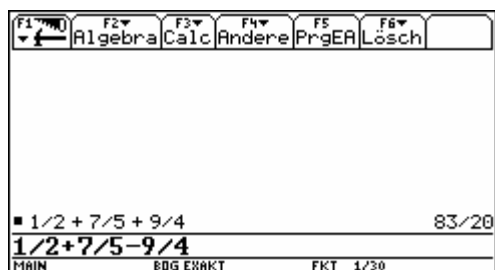 F1 F2 Algebra F3 Calc F4 Andere F5 PrgEA F6 Lösch
1/2 + 7/5 + 9/4 83/20
1/2+7/5-9/4
MAIN BOG EXAKT FKT 1/30